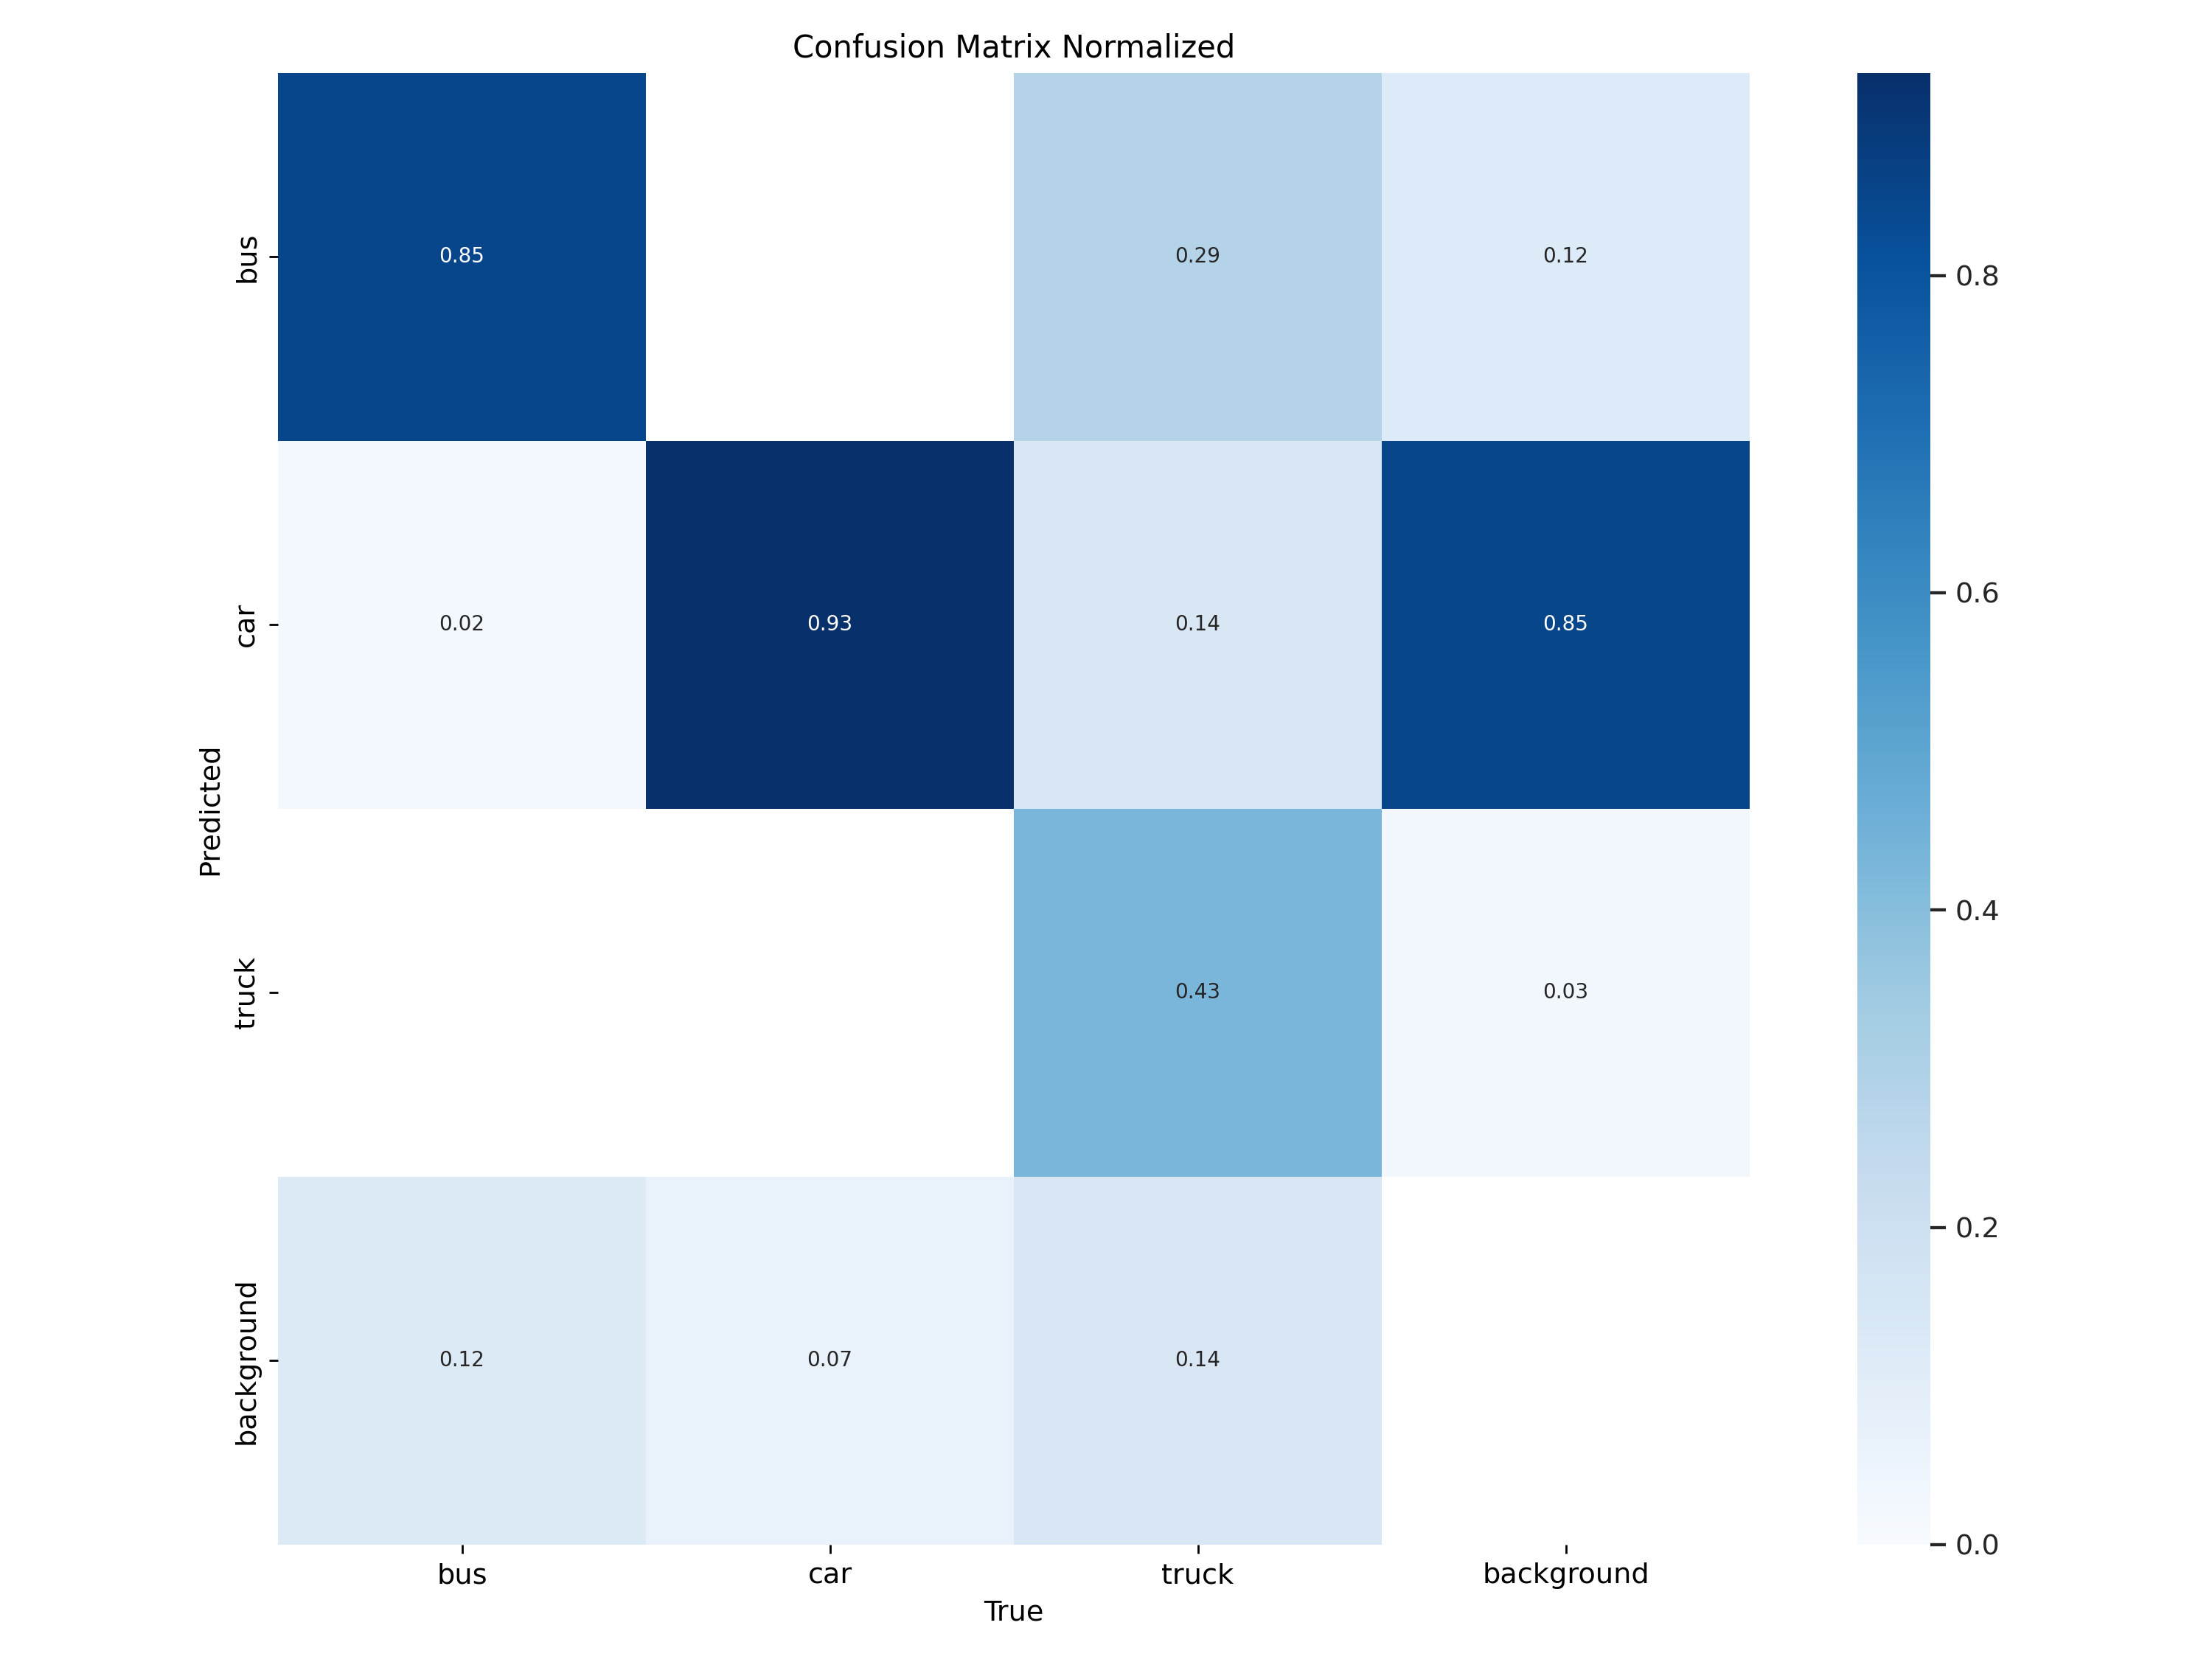 Confusion Matrix Normalized
bus
0.85
0.29
0.12
car
0.02
0.93
0.14
0.85
truck
0.43
0.03
background
0.12
0.07
0.14
bus
car
truck
background
True
Predicted
0.8
0.6
0.4
0.2
0.0